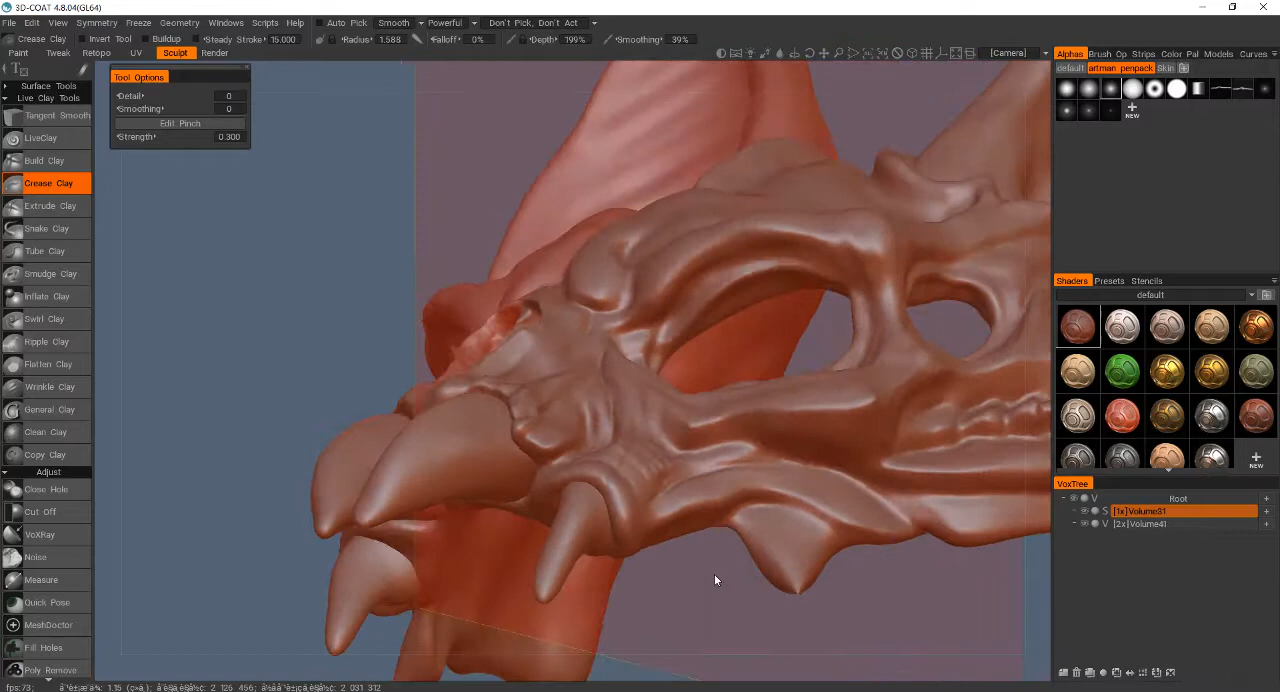 3D-COAT 4.8.04(GL64)
File Edit View Symmetry Freeze Geometry Windows Scripts Help Auto Pick Smooth Powerful Don't Pick, Don't Act
Crease Clay Invert Tool Buildup Steady Stroke 15.000 Radius 1.588 Falloff 0% Depth 199% Smoothing 39%
Paint Tweak Retopo UV Sculpt Render [Camera]
Alphas Brush Op Strips Color Pal Models Curves
default artman penpack Skin
NEW
Surface Tools
Live Clay Tools
Tangent Smooth
LiveClay
Build Clay
Crease Clay
Extrude Clay
Snake Clay
Tube Clay
Smudge Clay
Inflate Clay
Swirl Clay
Ripple Clay
Flatten Clay
Wrinkle Clay
General Clay
Clean Clay
Copy Clay
Adjust
Close Hole
Cut Off
VoXRay
Noise
Measure
Quick Pose
MeshDoctor
Fill Holes
Poly Remove
Tool Options
Detail 0
Smoothing 0
Edit Pinch
Strength 0.300
Shaders Presets Stencils
default
NEW
VoxTree
V Root +
S [1x]Volume31 +
V [2x]Volume41 +
fps:73;
2 126 456; 2 031 312